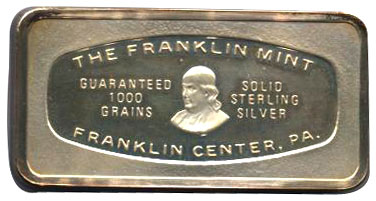 THE FRANKLIN MINT
GUARANTEED
1000
GRAINS
SOLID
STERLING
SILVER
FRANKLIN CENTER, PA.